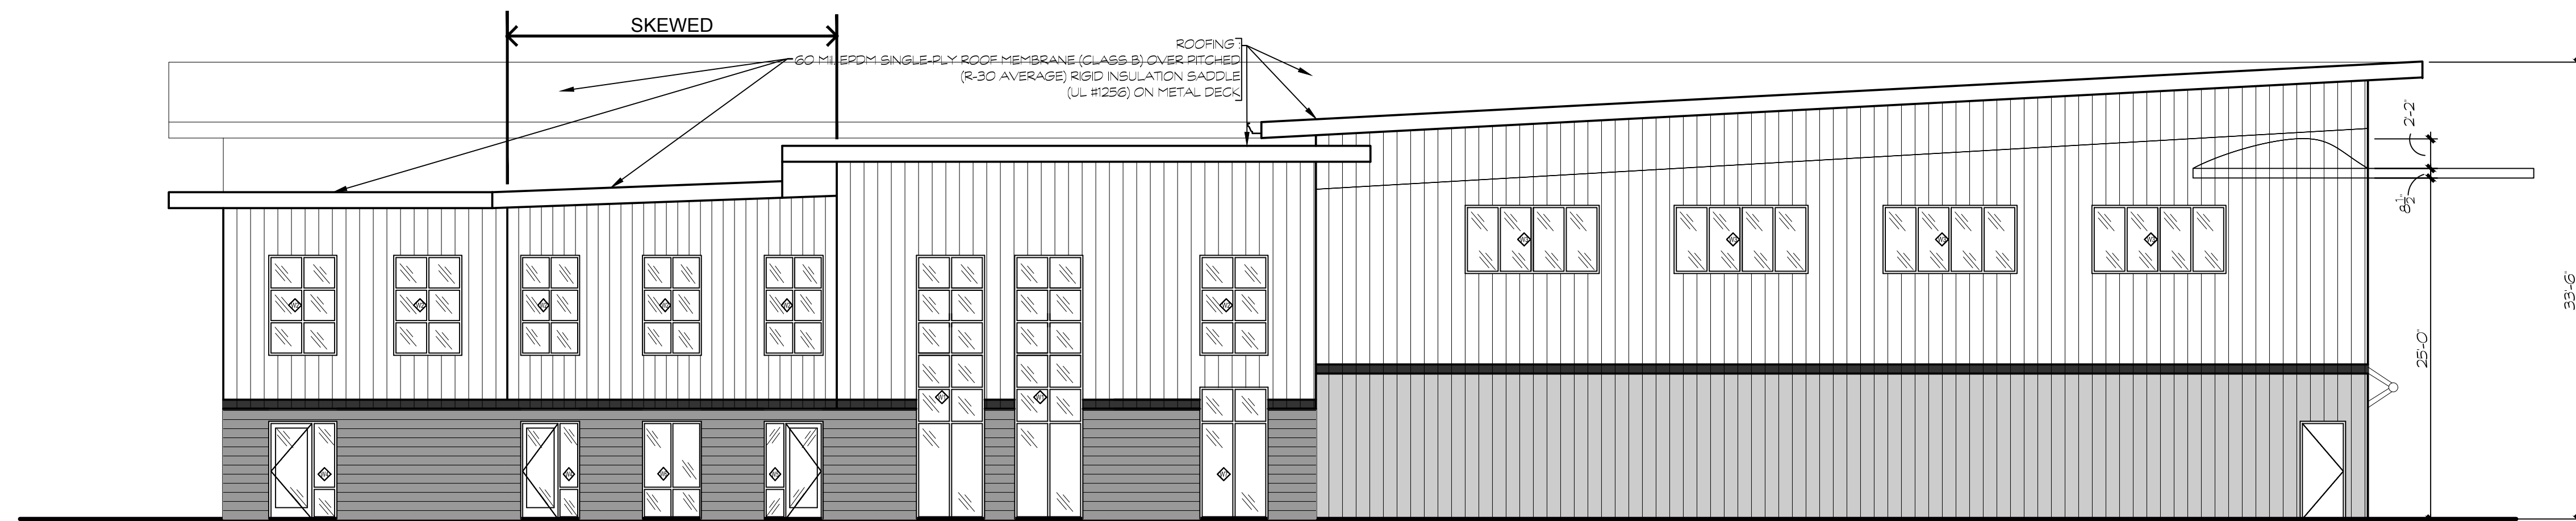 SKEWED
ROOFING :
60 MIL EPDM SINGLE-PLY ROOF MEMBRANE (CLASS B) OVER PITCHED
(R-30 AVERAGE) RIGID INSULATION SADDLE
(UL #1256) ON METAL DECK
2'-2"
8 1/2"
25'-0"
33'-6"